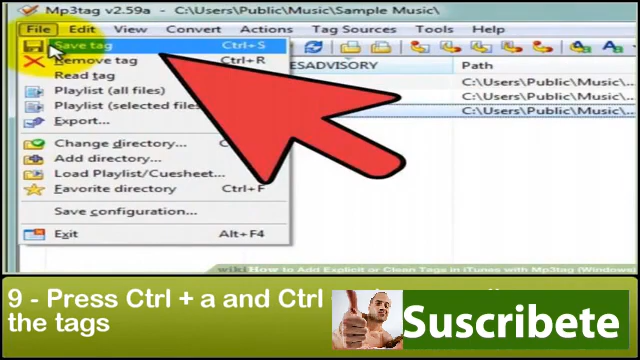 Mp3tag v2.59a - C:\Users\Public\Music\Sample Music\
File Edit View Convert Actions Tag Sources Tools Help
Save tag Ctrl+S
Remove tag Ctrl+R
ESADVISORY Path
Read tag
C:\Users\Public\Music\...
Playlist (all files)
C:\Users\Public\Music\...
Playlist (selected files
C:\Users\Public\Music\...
Export...
Change directory...
Add directory...
Load Playlist/Cuesheet...
Favorite directory Ctrl+F
Save configuration...
Exit Alt+F4
wiki How to Add Explicit or Clean Tags in iTunes with Mp3tag (Windows)
9 - Press Ctrl + a and Ctrl
the tags
Suscribete